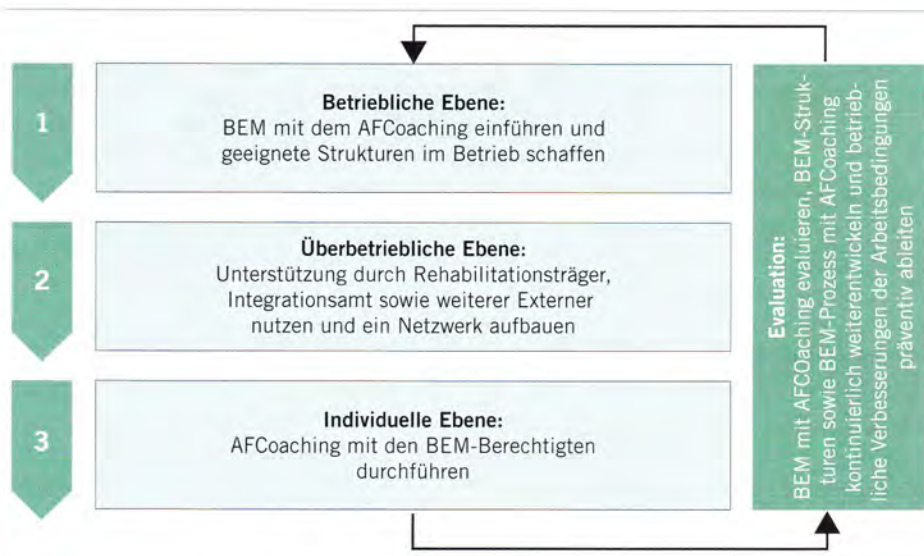 1
Betriebliche Ebene:
BEM mit dem AFCoaching einführen und
geeignete Strukturen im Betrieb schaffen
2
Überbetriebliche Ebene:
Unterstützung durch Rehabilitationsträger,
Integrationsamt sowie weiterer Externer
nutzen und ein Netzwerk aufbauen
3
Individuelle Ebene:
AFCoaching mit den BEM-Berechtigten
durchführen
Evaluation:
BEM mit AFCOaching evaluieren, BEM-Struk-
turen sowie BEM-Prozess mit AFCoaching
kontinuierlich weiterentwickeln und betrieb-
liche Verbesserungen der Arbeitsbedingungen
präventiv ableiten